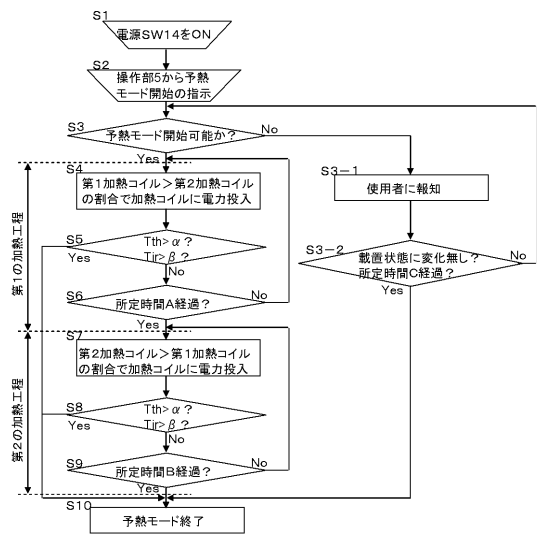 S1
電源SW14をON
S2
操作部5から予熱
モード開始の指示
S3
予熱モード開始可能か?
No
Yes
S4
第1加熱コイル>第2加熱コイル
の割合で加熱コイルに電力投入
S3-1
使用者に報知
S5
Tth>α?
Tir>β?
Yes
No
S3-2
載置状態に変化無し?
所定時間C経過?
No
Yes
S6
所定時間A経過?
No
Yes
第1の加熱工程
S7
第2加熱コイル>第1加熱コイル
の割合で加熱コイルに電力投入
S8
Tth>α?
Tir>β?
Yes
No
S9
所定時間B経過?
No
Yes
第2の加熱工程
S10
予熱モード終了